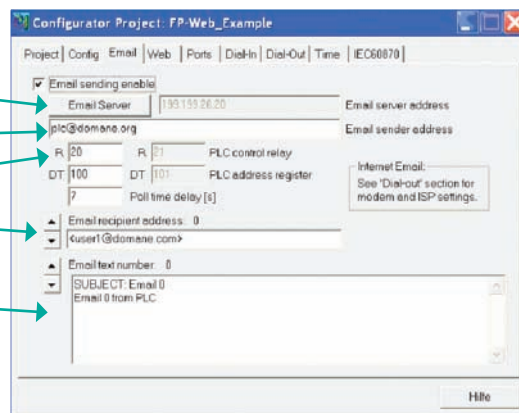 Configurator Project: FP-Web_Example
Project Config Email Web Ports Dial-In Dial-Out Time IEC60870
Email sending enable
Email Server 199.199.26.20 Email server address
plc@domane.org Email sender address
R 20 R 21 PLC control relay
DT 100 DT 101 PLC address register
7 Poll time delay [s]
Internet Email:
See 'Dial-out' section for
modem and ISP settings.
Email recipient address: 0
<user1@domane.com>
Email text number: 0
SUBJECT: Email 0
Email 0 from PLC
Hilfe